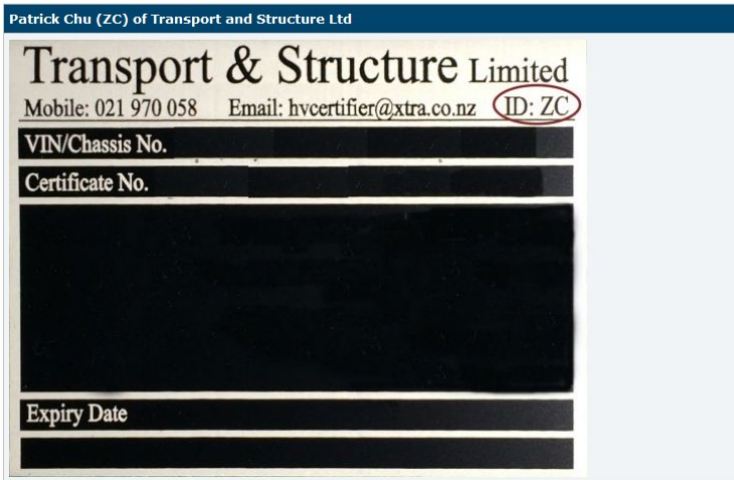 Patrick Chu (ZC) of Transport and Structure Ltd
Transport & Structure Limited
Mobile: 021 970 058 Email: hvcertifier@xtra.co.nz ID: ZC
VIN/Chassis No.
Certificate No.
Expiry Date